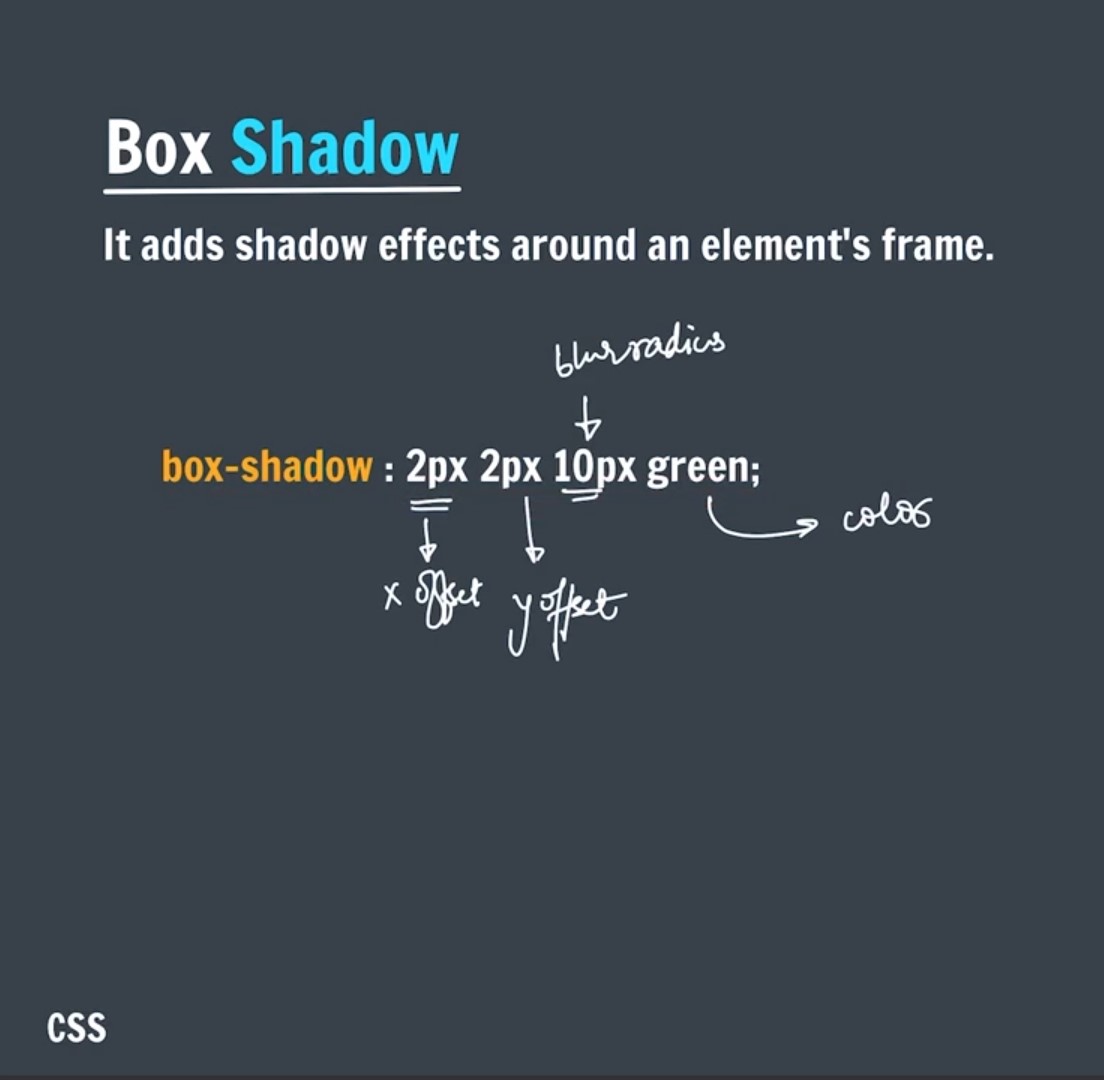 Box Shadow
It adds shadow effects around an element's frame.
blur radius
box-shadow : 2px 2px 10px green;
color
x offset
y offset
CSS